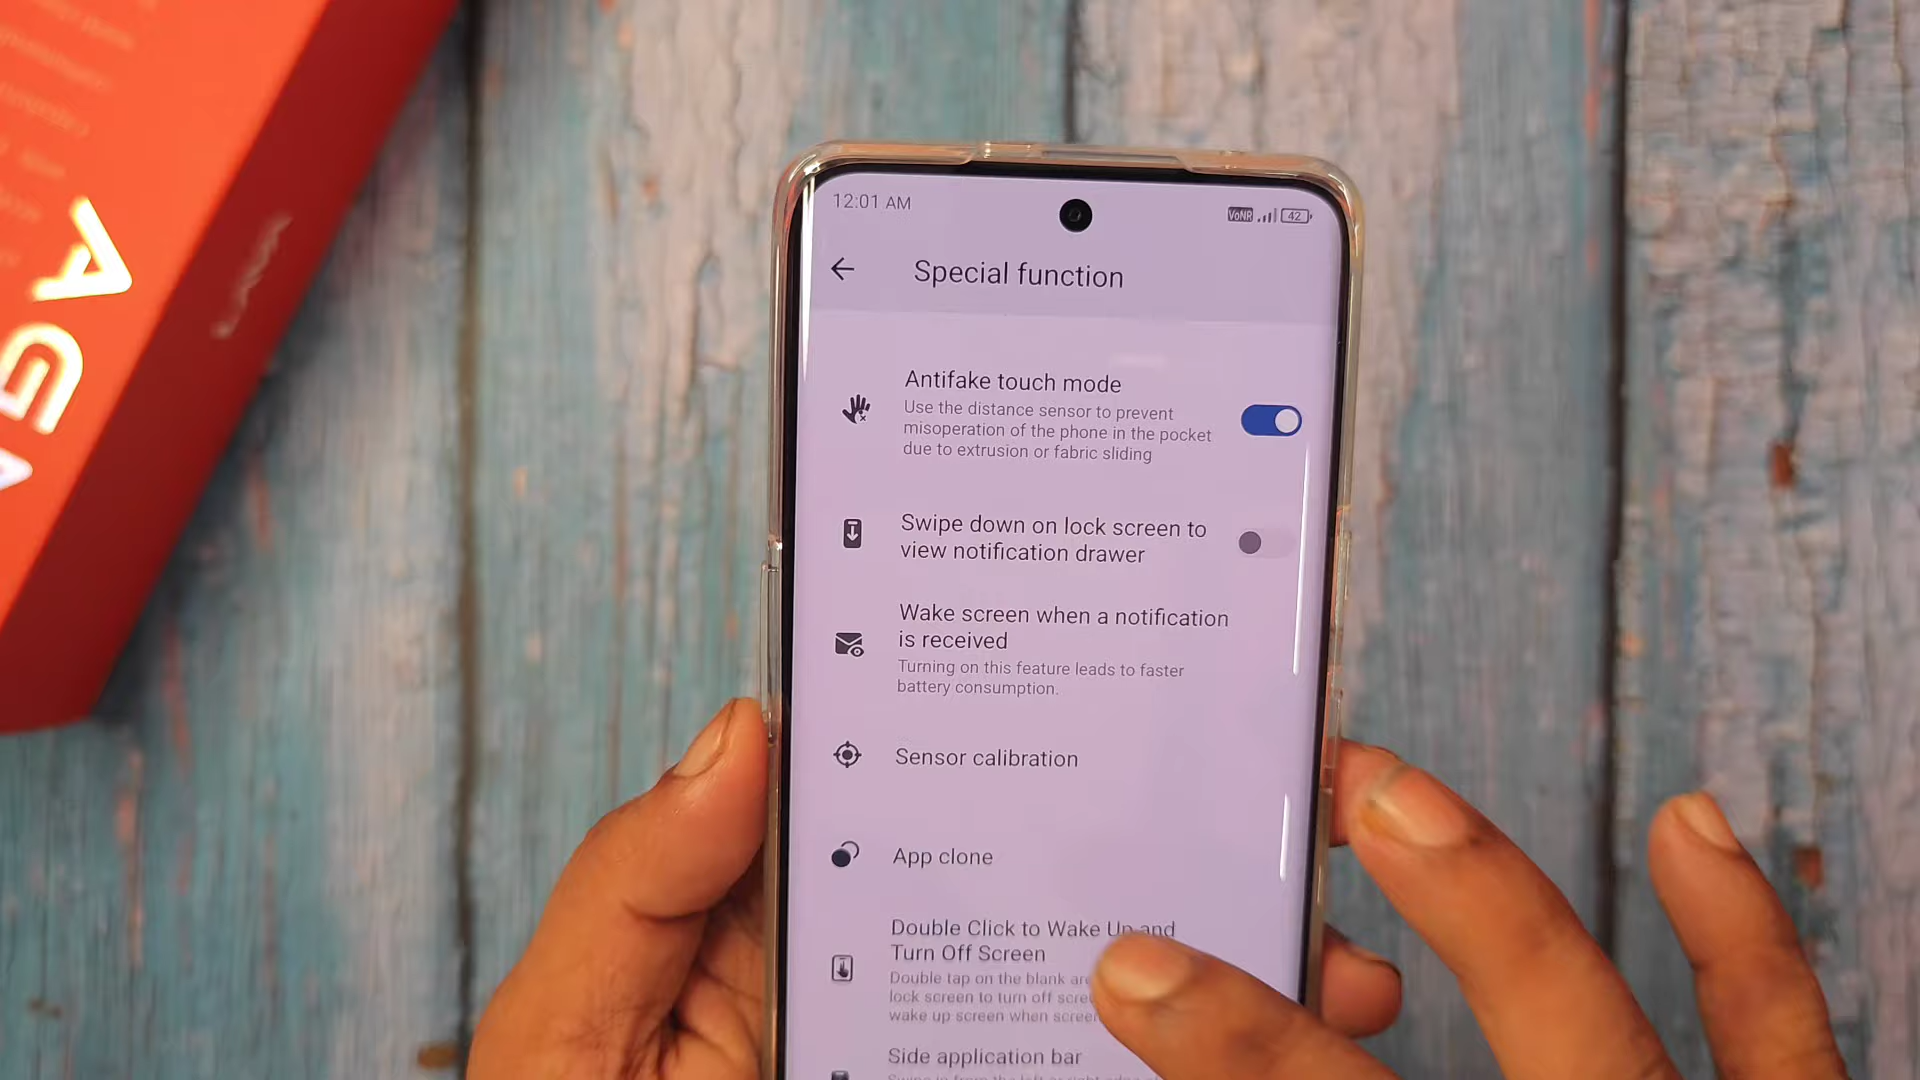 12:01 AM
VoNR
42
Special function
Antifake touch mode
Use the distance sensor to prevent
misoperation of the phone in the pocket
due to extrusion or fabric sliding
Swipe down on lock screen to
view notification drawer
Wake screen when a notification
is received
Turning on this feature leads to faster
battery consumption.
Sensor calibration
App clone
Double Click to Wake Up and
Turn Off Screen
Double tap on the blank
lock screen to turn off
wake up screen when
Side application bar
AG